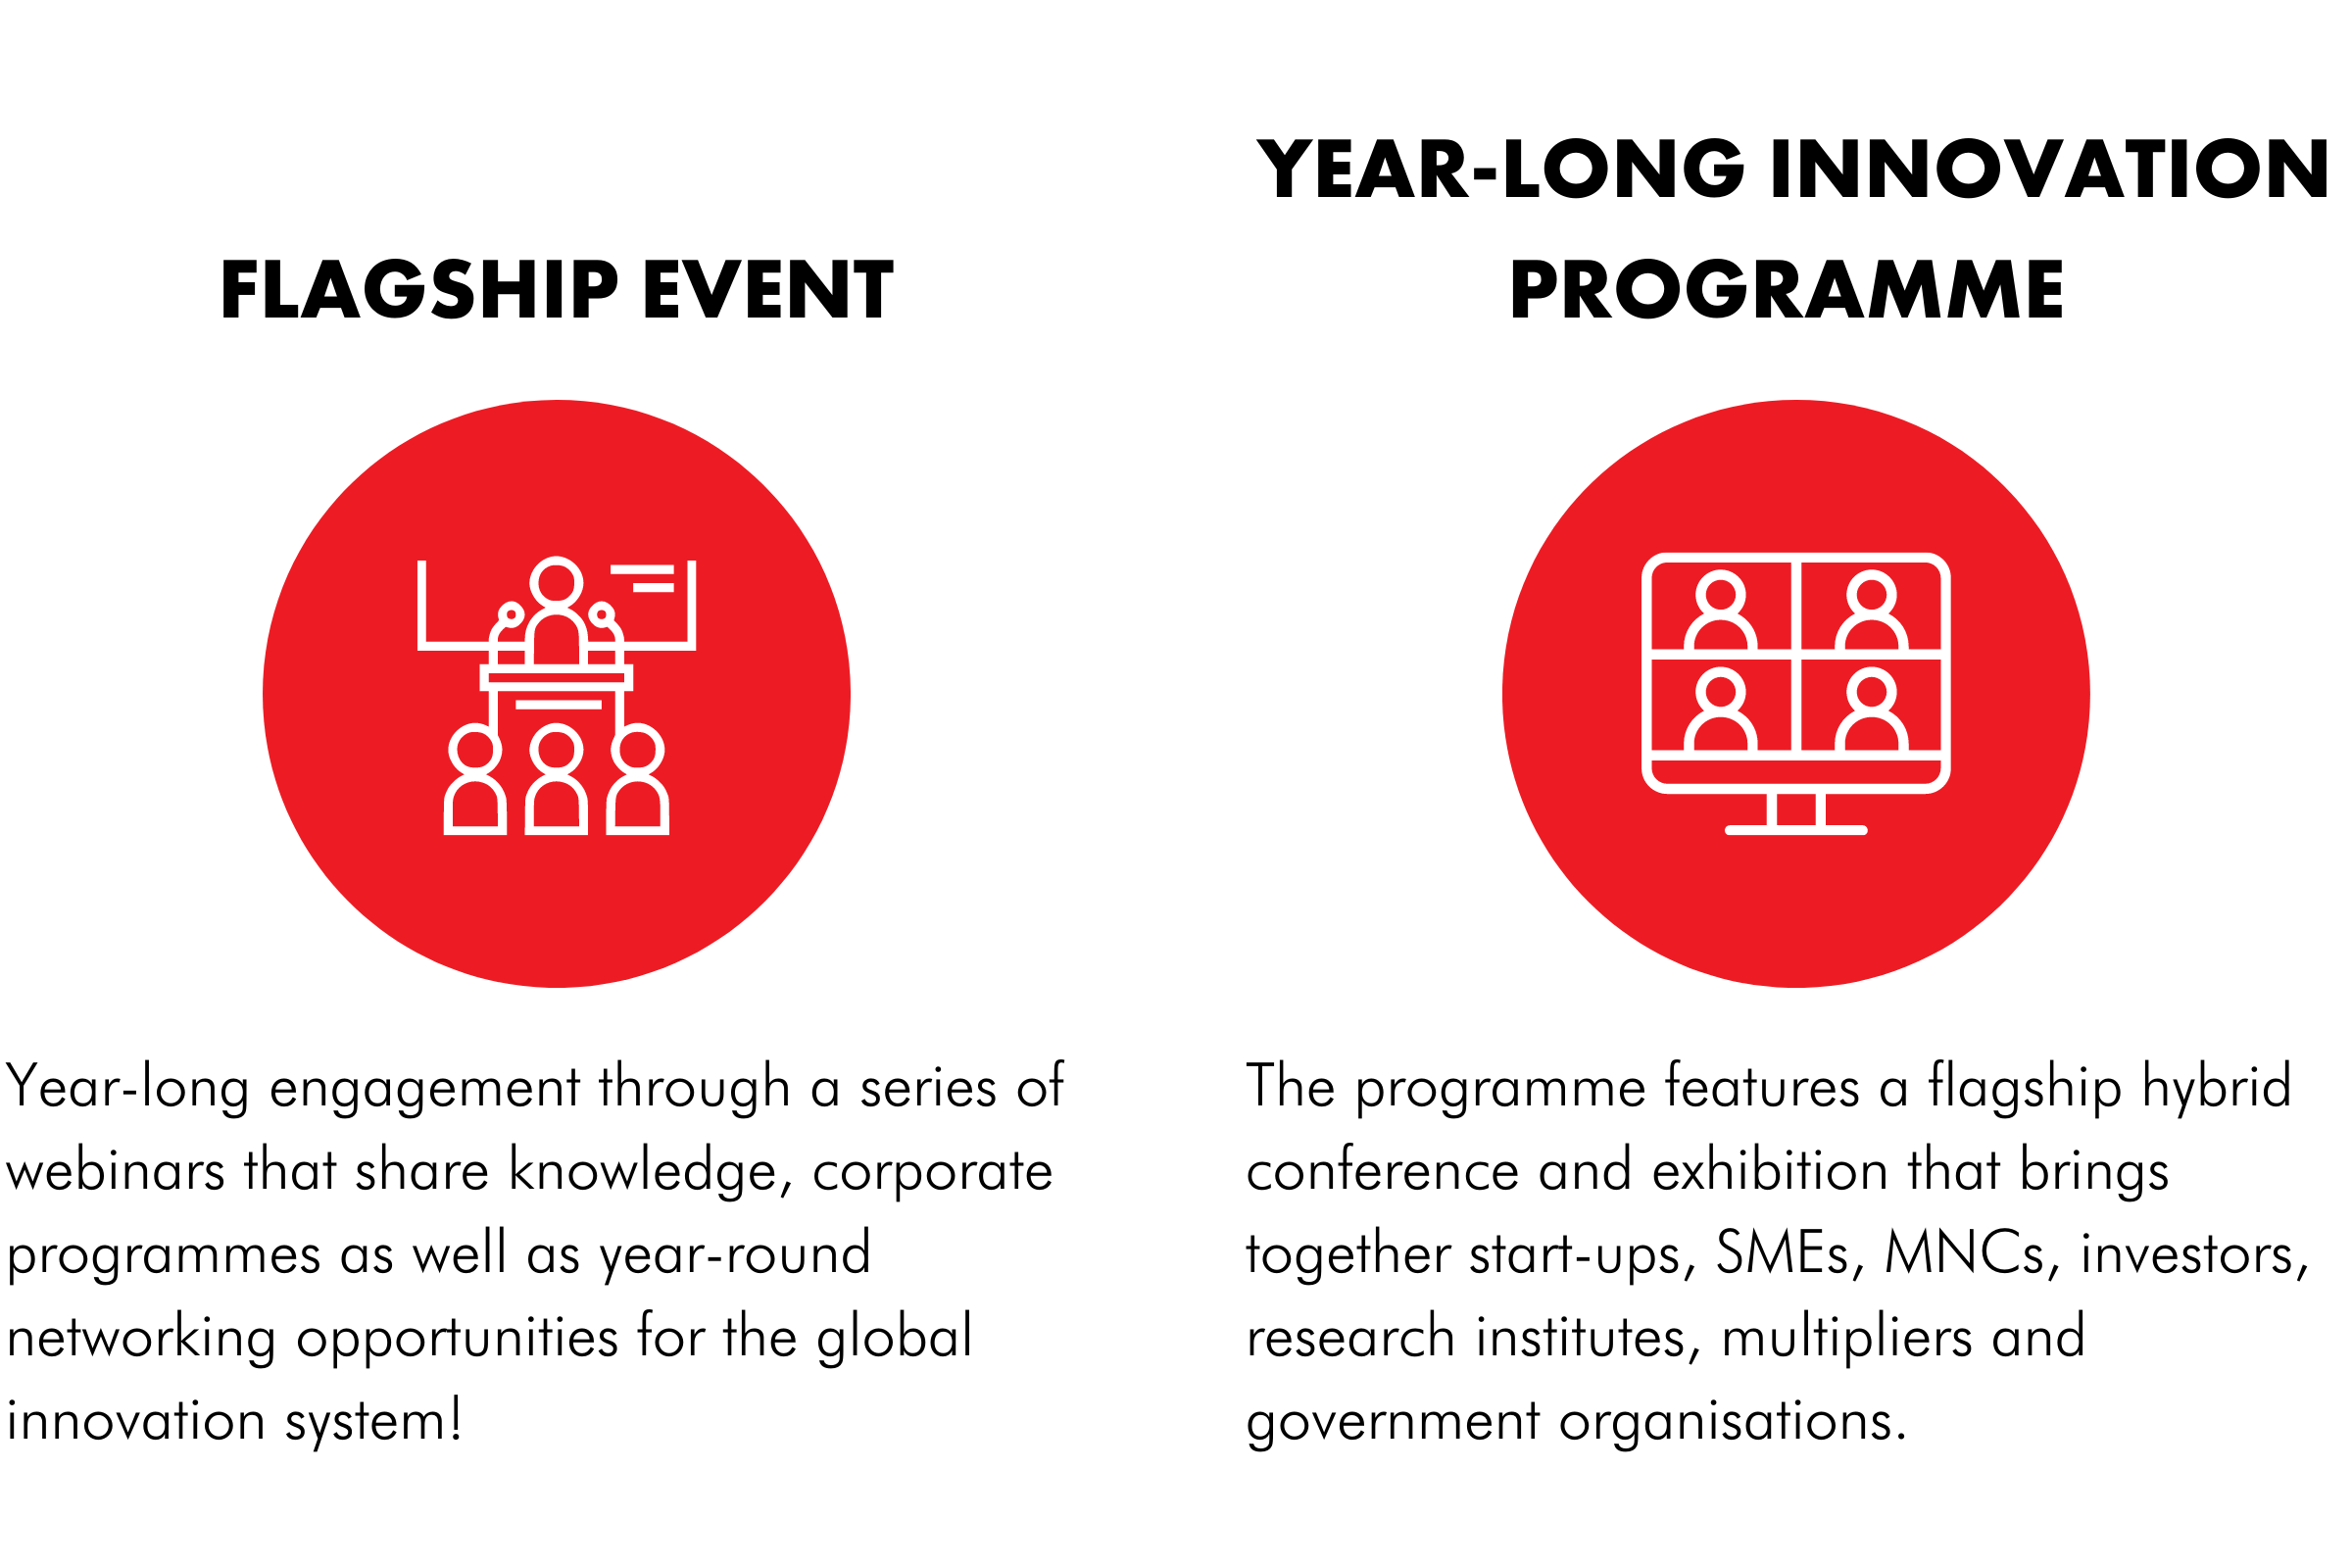 FLAGSHIP EVENT
Year-long engagement through a series of
webinars that share knowledge, corporate
programmes as well as year-round
networking opportunities for the global
innovation system!
YEAR-LONG INNOVATION
PROGRAMME
The programme features a flagship hybrid
conference and exhibition that brings
together start-ups, SMEs, MNCs, investors,
research institutes, multipliers and
government organisations.